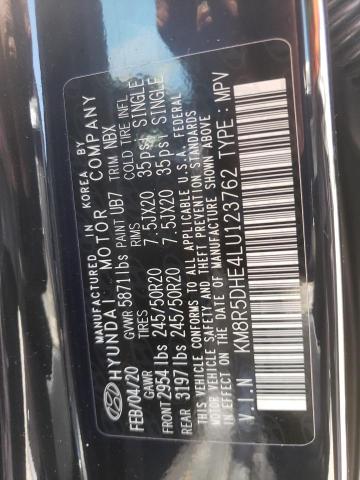 MANUFACTURED IN KOREA BY
HYUNDAI MOTOR COMPANY
FEB/04/20 GVWR 5871lbs PAINT UB7 TRIM NBX
GAWR TIRES RIMS COLD TIRE INFL
FRONT 2954 lbs 245/50R20 7.5JX20 35psi SINGLE
REAR 3197 lbs 245/50R20 7.5JX20 35psi SINGLE
THIS VEHICLE CONFORMS TO ALL APPLICABLE U.S.A. FEDERAL
MOTOR VEHICLE SAFETY AND BUMPER STANDARDS IN EFFECT ON
THE DATE OF MANUFACTURE SHOWN ABOVE
V.I.N KM8R5DHE4LU123762 TYPE : MPV